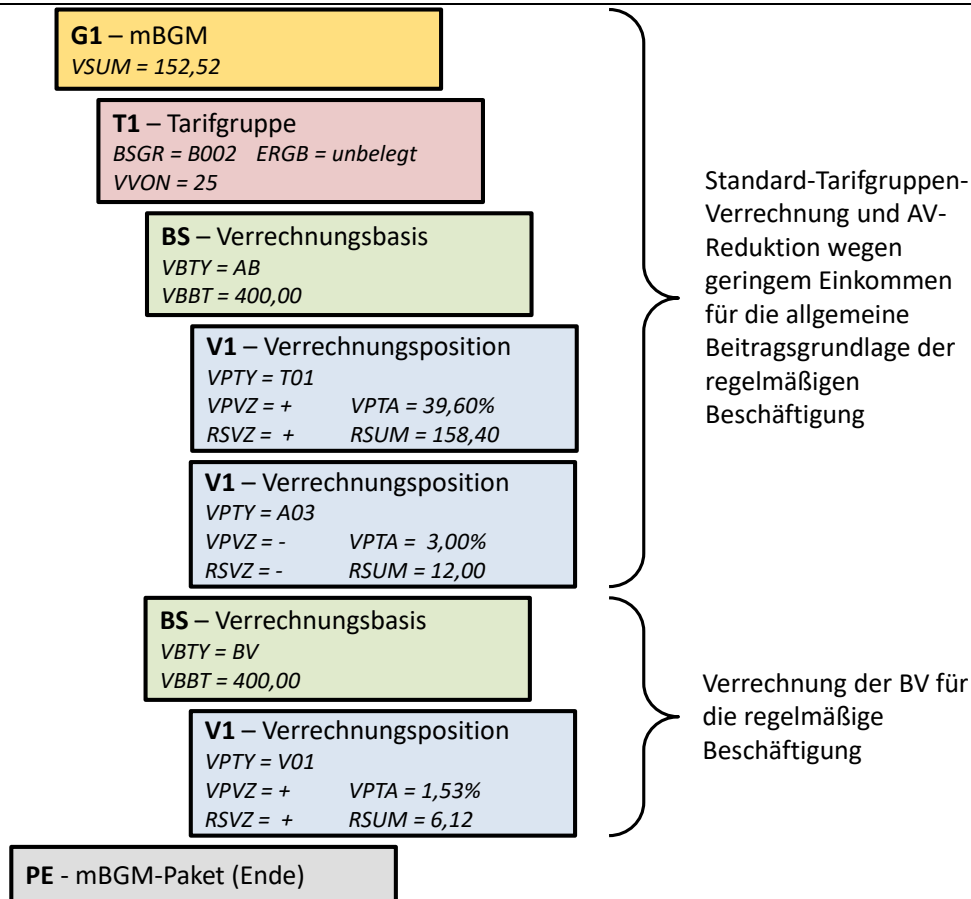 G1 – mBGM
VSUM = 152,52
T1 – Tarifgruppe
BSGR = B002 ERGB = unbelegt
VVON = 25
BS – Verrechnungsbasis
VBTY = AB
VBBT = 400,00
V1 – Verrechnungsposition
VPTY = T01
VPVZ = + VPTA = 39,60%
RSVZ = + RSUM = 158,40
V1 – Verrechnungsposition
VPTY = A03
VPVZ = - VPTA = 3,00%
RSVZ = - RSUM = 12,00
Standard-Tarifgruppen-
Verrechnung und AV-
Reduktion wegen
geringem Einkommen
für die allgemeine
Beitragsgrundlage der
regelmäßigen
Beschäftigung
BS – Verrechnungsbasis
VBTY = BV
VBBT = 400,00
V1 – Verrechnungsposition
VPTY = V01
VPVZ = + VPTA = 1,53%
RSVZ = + RSUM = 6,12
Verrechnung der BV für
die regelmäßige
Beschäftigung
PE - mBGM-Paket (Ende)